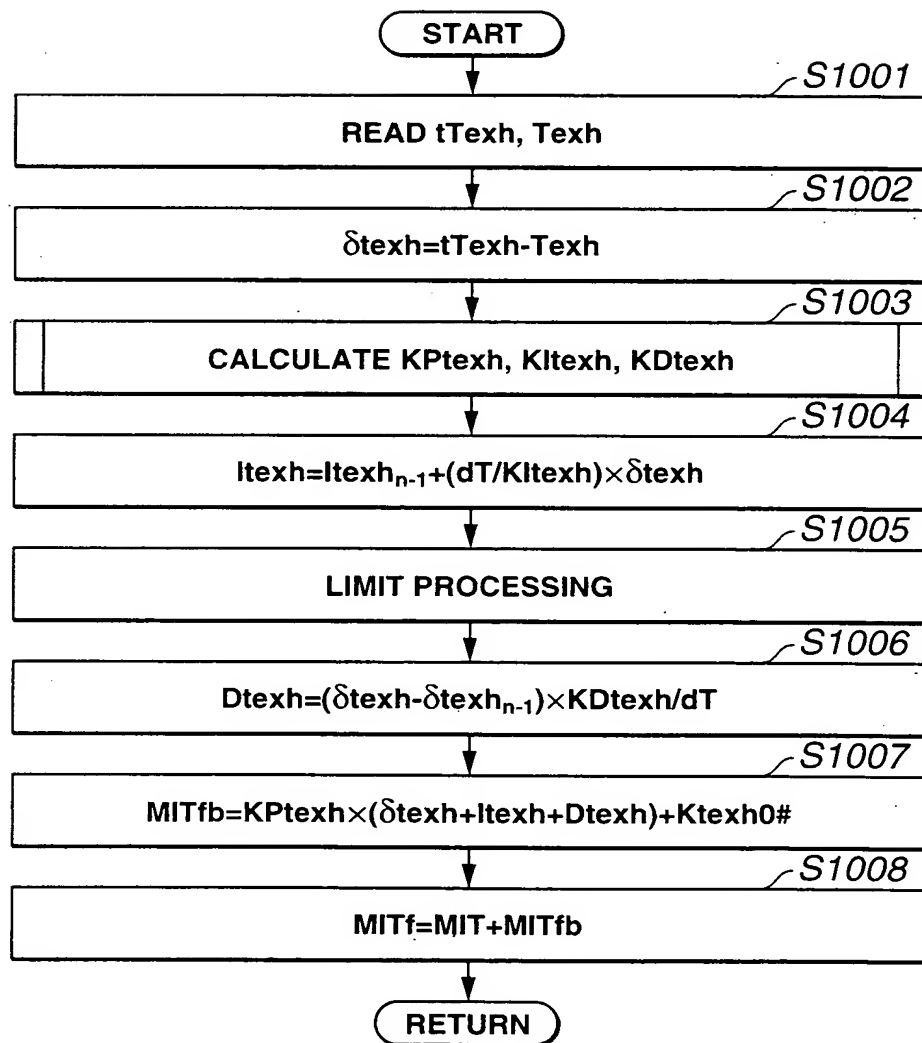 START
S1001
READ tTexh, Texh
S1002
δtexh=tTexh-Texh
S1003
CALCULATE KPtexh, KItexh, KDtexh
S1004
Itexh=Itexhₙ₋₁+(dT/KItexh)×δtexh
S1005
LIMIT PROCESSING
S1006
Dtexh=(δtexh-δtexhₙ₋₁)×KDtexh/dT
S1007
MITfb=KPtexh×(δtexh+Itexh+Dtexh)+Ktexh0#
S1008
MITf=MIT+MITfb
RETURN